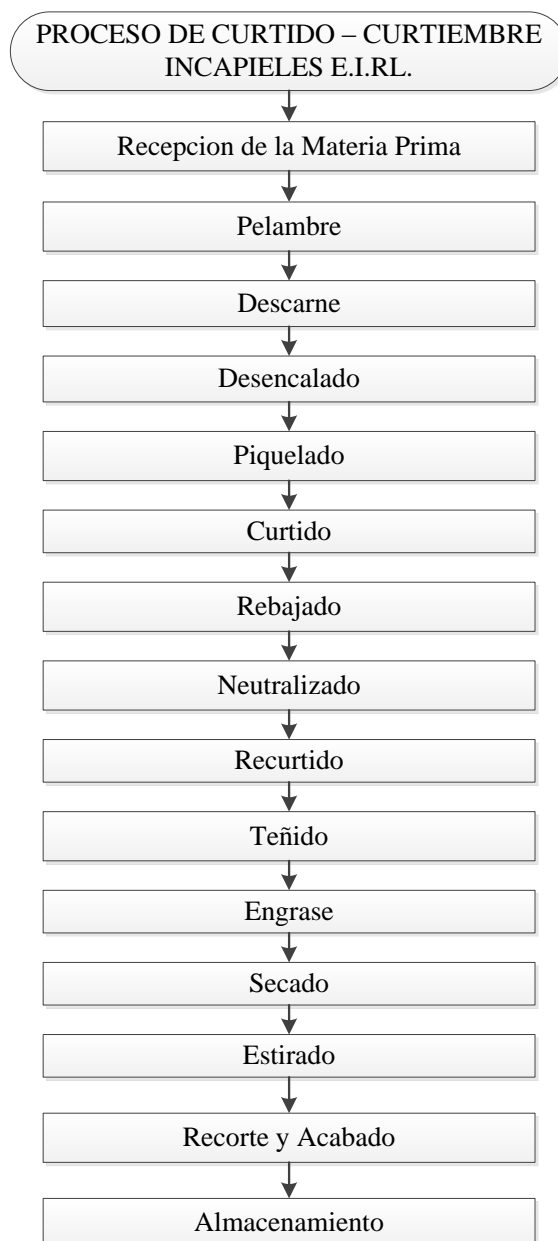 PROCESO DE CURTIDO – CURTIEMBRE
INCAPIELES E.I.RL.
Recepcion de la Materia Prima
Pelambre
Descarne
Desencalado
Piquelado
Curtido
Rebajado
Neutralizado
Recurtido
Teñido
Engrase
Secado
Estirado
Recorte y Acabado
Almacenamiento